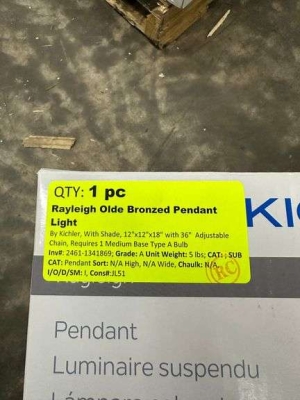 QTY: 1 pc
Rayleigh Olde Bronzed Pendant
Light
By Kichler, With Shade, 12"x12"x18" with 36" Adjustable
Chain, Requires 1 Medium Base Type A Bulb
Inv#: 2461-1341869; Grade: A Unit Weight: 5 lbs; CAT: ; SUB
CAT: Pendant Sort: N/A High, N/A Wide, Chaulk: N/A,
I/O/D/SM: I, Cons#:JL51
RC
KIC
Rayleigh
Pendant
Luminaire suspendu